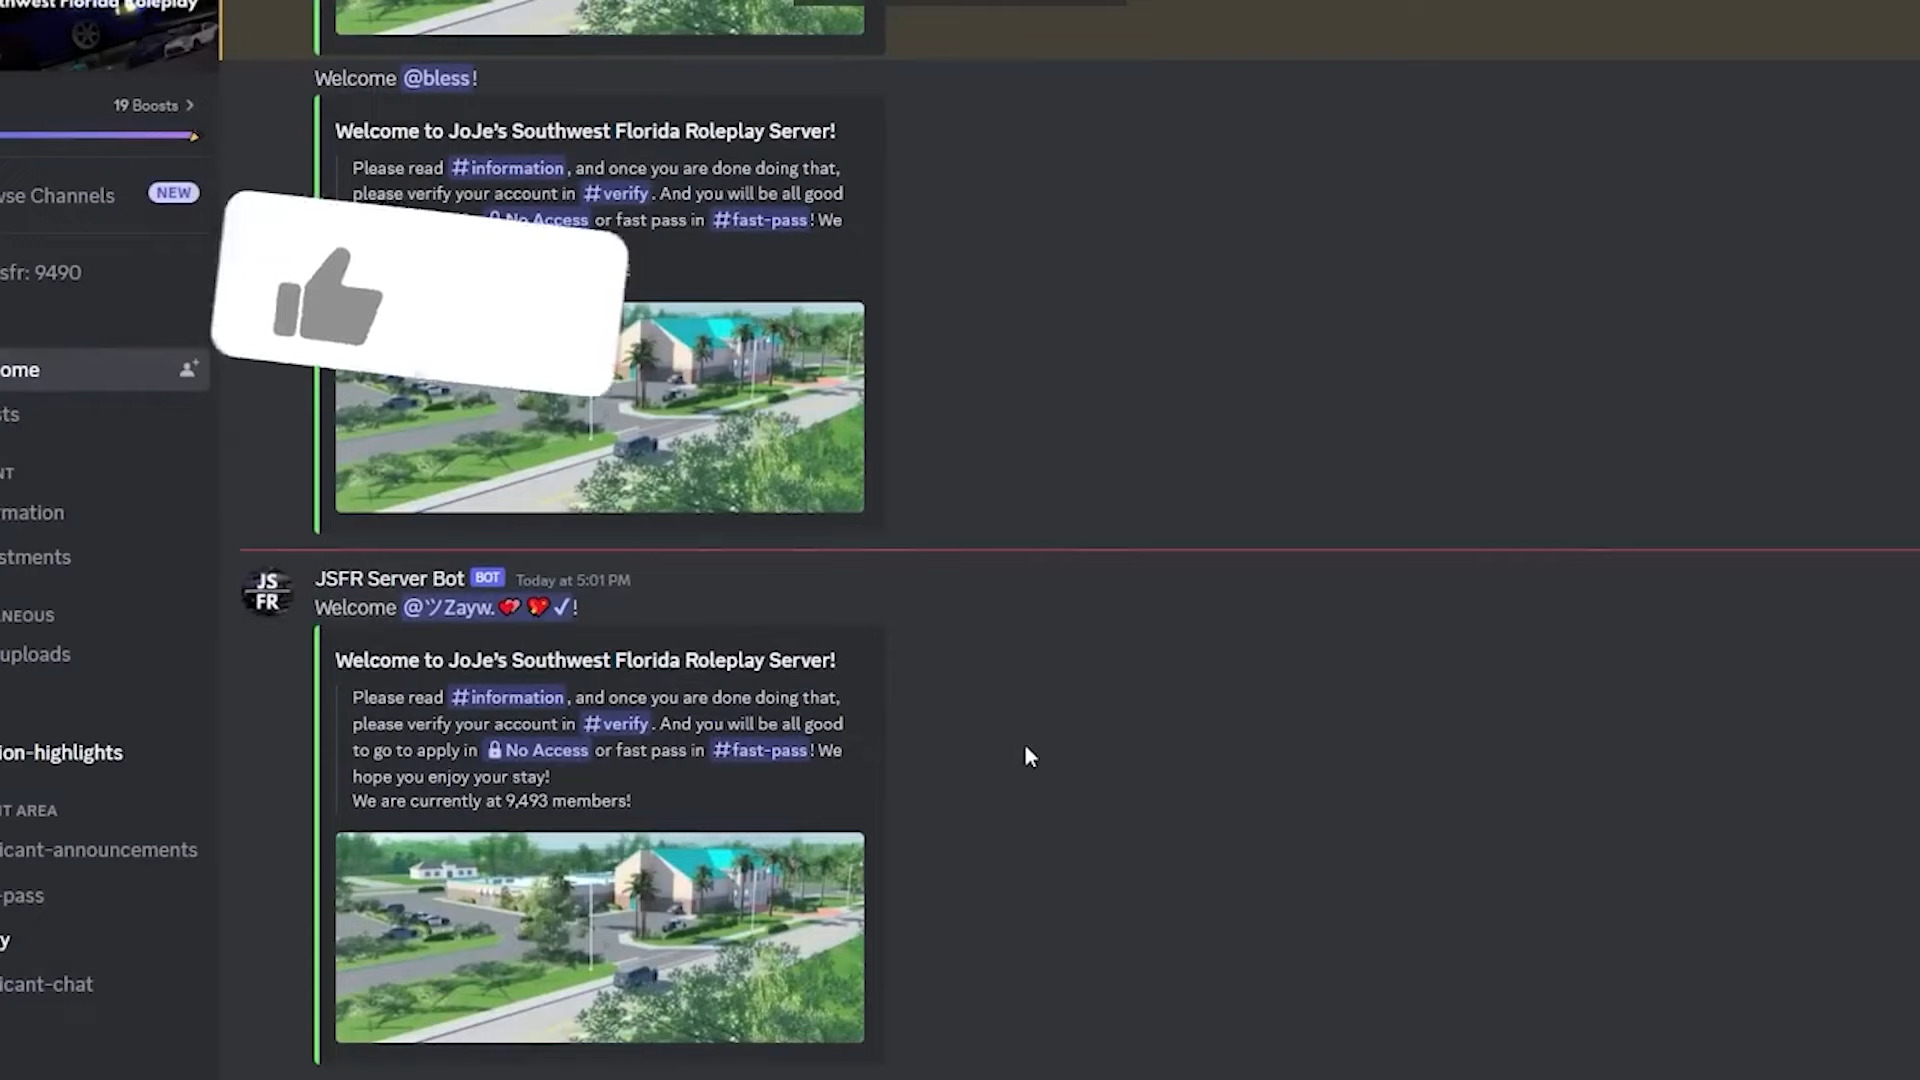 19 Boosts
NEW
sfr: 9490
ome
sts
rmation
stments
NEOUS
uploads
ion-highlights
T AREA
icant-announcements
-pass
y
icant-chat
Welcome @bless!
Welcome to JoJe's Southwest Florida Roleplay Server!
Please read #information, and once you are done doing that,
please verify your account in #verify. And you will be all good
No Access or fast pass in #fast-pass! We
JS
FR
JSFR Server Bot BOT Today at 5:01 PM
Welcome @ツZayw.💕💖✓!
Welcome to JoJe's Southwest Florida Roleplay Server!
Please read #information, and once you are done doing that,
please verify your account in #verify. And you will be all good
to go to apply in No Access or fast pass in #fast-pass! We
hope you enjoy your stay!
We are currently at 9,493 members!